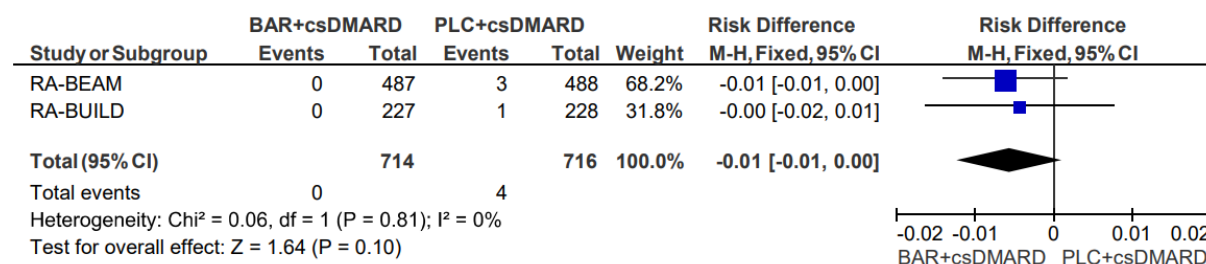 BAR+csDMARD PLC+csDMARD Risk Difference Risk Difference
Study or Subgroup Events Total Events Total Weight M-H, Fixed, 95% CI M-H, Fixed, 95% CI
RA-BEAM 0 487 3 488 68.2% -0.01 [-0.01, 0.00]
RA-BUILD 0 227 1 228 31.8% -0.00 [-0.02, 0.01]
Total (95% CI) 714 716 100.0% -0.01 [-0.01, 0.00]
Total events 0 4
Heterogeneity: Chi² = 0.06, df = 1 (P = 0.81); I² = 0%
Test for overall effect: Z = 1.64 (P = 0.10)
-0.02 -0.01 0 0.01 0.02
BAR+csDMARD PLC+csDMARD